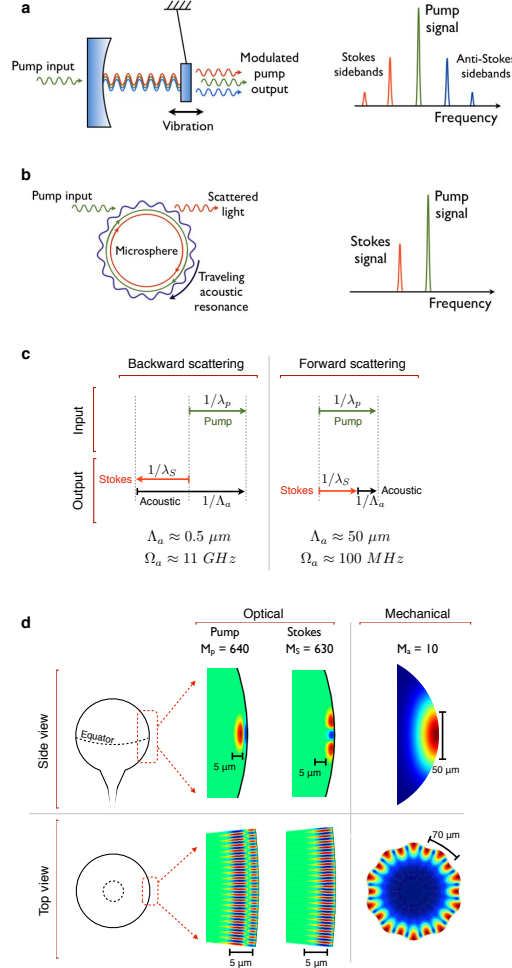 a
Pump input
Vibration
Modulated
pump
output
Stokes
sidebands
Pump
signal
Anti-Stokes
sidebands
Frequency
b
Pump input
Scattered
light
Microsphere
Traveling
acoustic
resonance
Stokes
signal
Pump
signal
Frequency
c
Backward scattering
Forward scattering
Input
1/λp
Pump
1/λp
Pump
Output
Stokes
1/λS
Acoustic
1/Λa
Stokes
1/λS
1/Λa
Acoustic
Λa ≈ 0.5 μm
Ωa ≈ 11 GHz
Λa ≈ 50 μm
Ωa ≈ 100 MHz
d
Optical
Mechanical
Pump
MP = 640
Stokes
MS = 630
Ma = 10
Side view
Equator
5 μm
5 μm
50 μm
Top view
5 μm
5 μm
70 μm